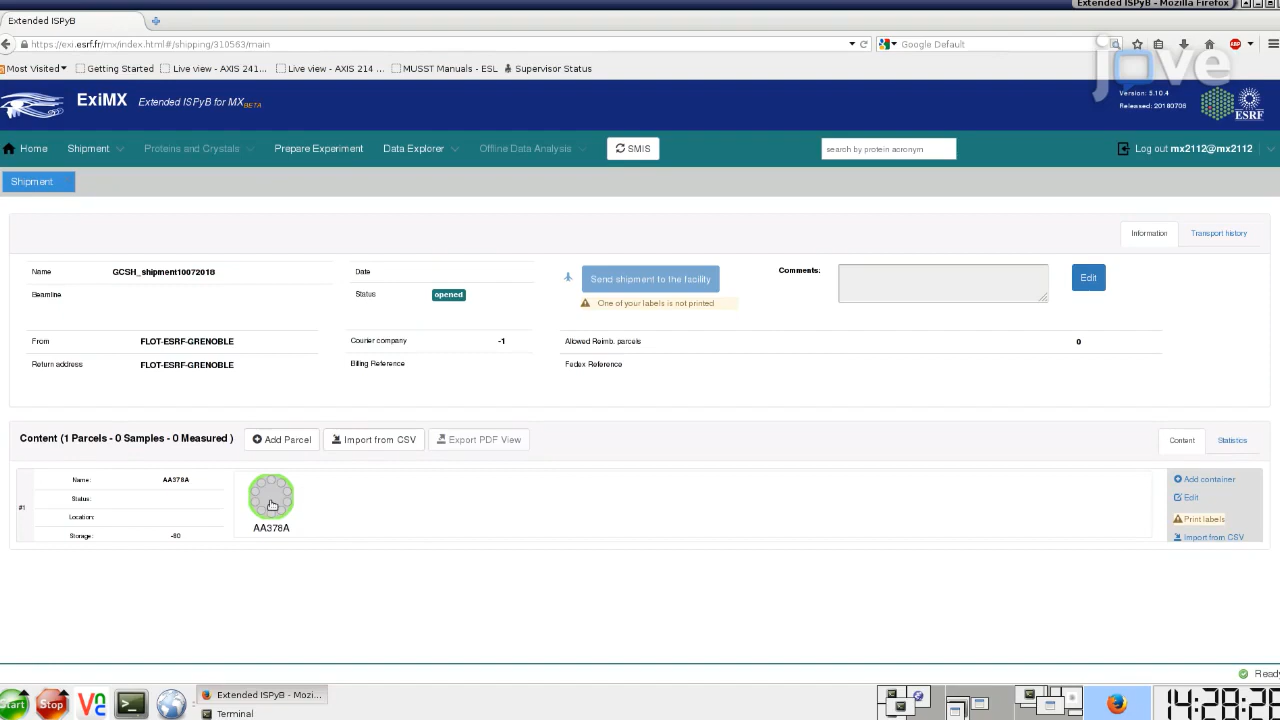 Extended ISPyB - Mozilla Firefox
Extended ISPyB
https://exi.esrf.fr/mx/index.html#/shipping/910563/main
Google Default
Most Visited Getting Started Live view - AXIS 241... Live view - AXIS 214 ... MUSST Manuals - ESL Supervisor Status
jove
EXiMX Extended ISPyB for MX BETA
Version: 5.10.4
Released: 20180706
ESRF
Home Shipment Proteins and Crystals Prepare Experiment Data Explorer Offline Data Analysis SMIS search by protein acronym Log out mx2112@mx2112
Shipment
Information Transport history
Name GCSH_shipment10072018 Date Send shipment to the facility Comments: Edit
Beamline Status opened One of your labels is not printed
From FLOT-ESRF-GRENOBLE Courier company -1 Allowed Reimb. parcels 0
Return address FLOT-ESRF-GRENOBLE Billing Reference Fedex Reference
Content (1 Parcels - 0 Samples - 0 Measured ) Add Parcel Import from CSV Export PDF View Content Statistics
Name: AA378A Add container
Status: Edit
#1
Location: Print labels
AA378A
Storage: -80 Import from CSV
Ready
Start Stop Extended ISPyB - Mozi...
Terminal
14:28:28